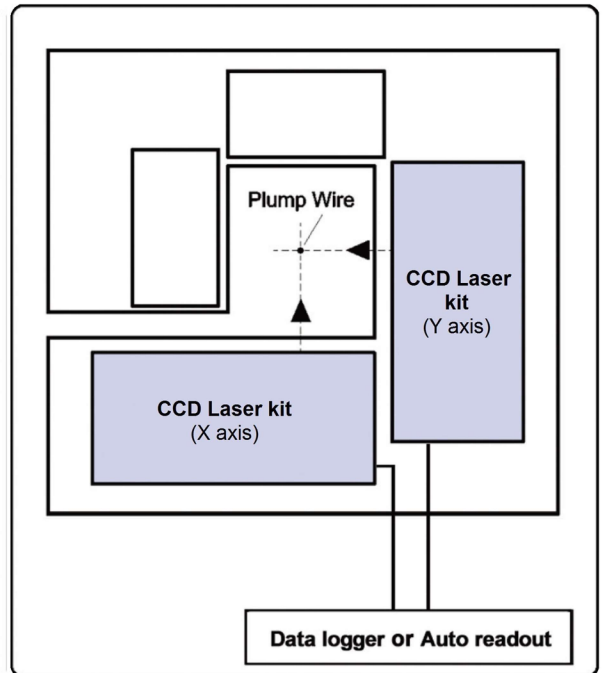 Plump Wire
CCD Laser
kit
(Y axis)
CCD Laser kit
(X axis)
Data logger or Auto readout